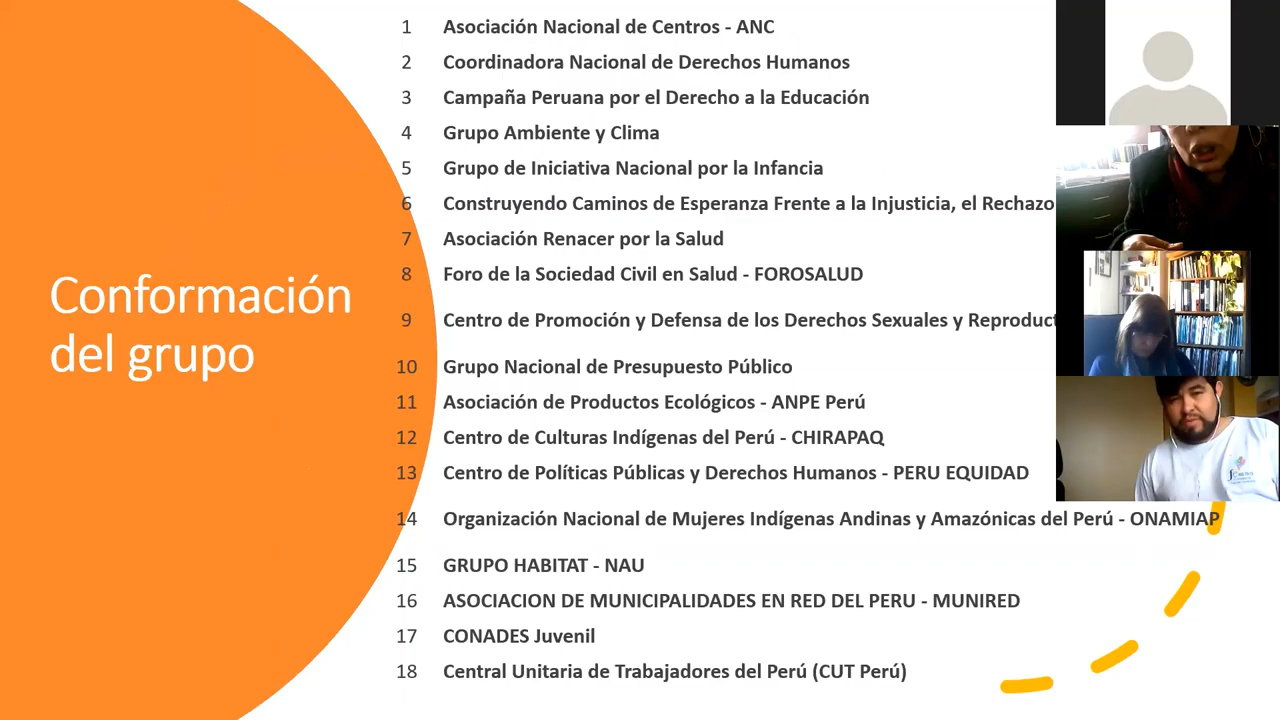 Conformación
del grupo
1 Asociación Nacional de Centros - ANC
2 Coordinadora Nacional de Derechos Humanos
3 Campaña Peruana por el Derecho a la Educación
4 Grupo Ambiente y Clima
5 Grupo de Iniciativa Nacional por la Infancia
6 Construyendo Caminos de Esperanza Frente a la Injusticia, el Rechazo
7 Asociación Renacer por la Salud
8 Foro de la Sociedad Civil en Salud - FOROSALUD
9 Centro de Promoción y Defensa de los Derechos Sexuales y
10 Grupo Nacional de Presupuesto Público
11 Asociación de Productos Ecológicos - ANPE Perú
12 Centro de Culturas Indígenas del Perú - CHIRAPAQ
13 Centro de Políticas Públicas y Derechos Humanos - PERU EQUIDAD
14 Organización Nacional de Mujeres Indígenas Andinas y Amazónicas del Perú - ONAMIAP
15 GRUPO HABITAT - NAU
16 ASOCIACION DE MUNICIPALIDADES EN RED DEL PERU - MUNIRED
17 CONADES Juvenil
18 Central Unitaria de Trabajadores del Perú (CUT Perú)